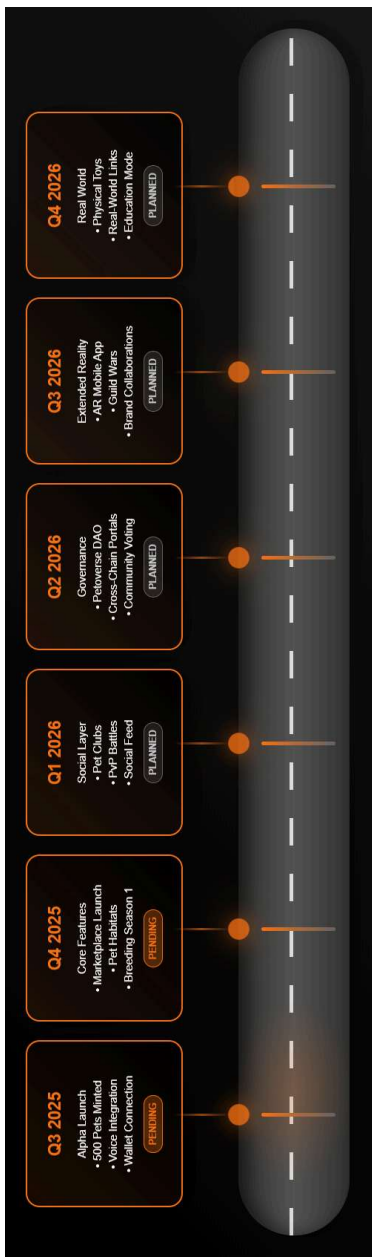 Q3 2025
Alpha Launch
• 500 Pets Minted
• Voice Integration
• Wallet Connection
PENDING
Q4 2025
Core Features
• Marketplace Launch
• Pet Habitats
• Breeding Season 1
PENDING
Q1 2026
Social Layer
• Pet Clubs
• PvP Battles
• Social Feed
PLANNED
Q2 2026
Governance
• Petoverse DAO
• Cross-Chain Portals
• Community Voting
PLANNED
Q3 2026
Extended Reality
• AR Mobile App
• Guild Wars
• Brand Collaborations
PLANNED
Q4 2026
Real World
• Physical Toys
• Real-World Links
• Education Mode
PLANNED